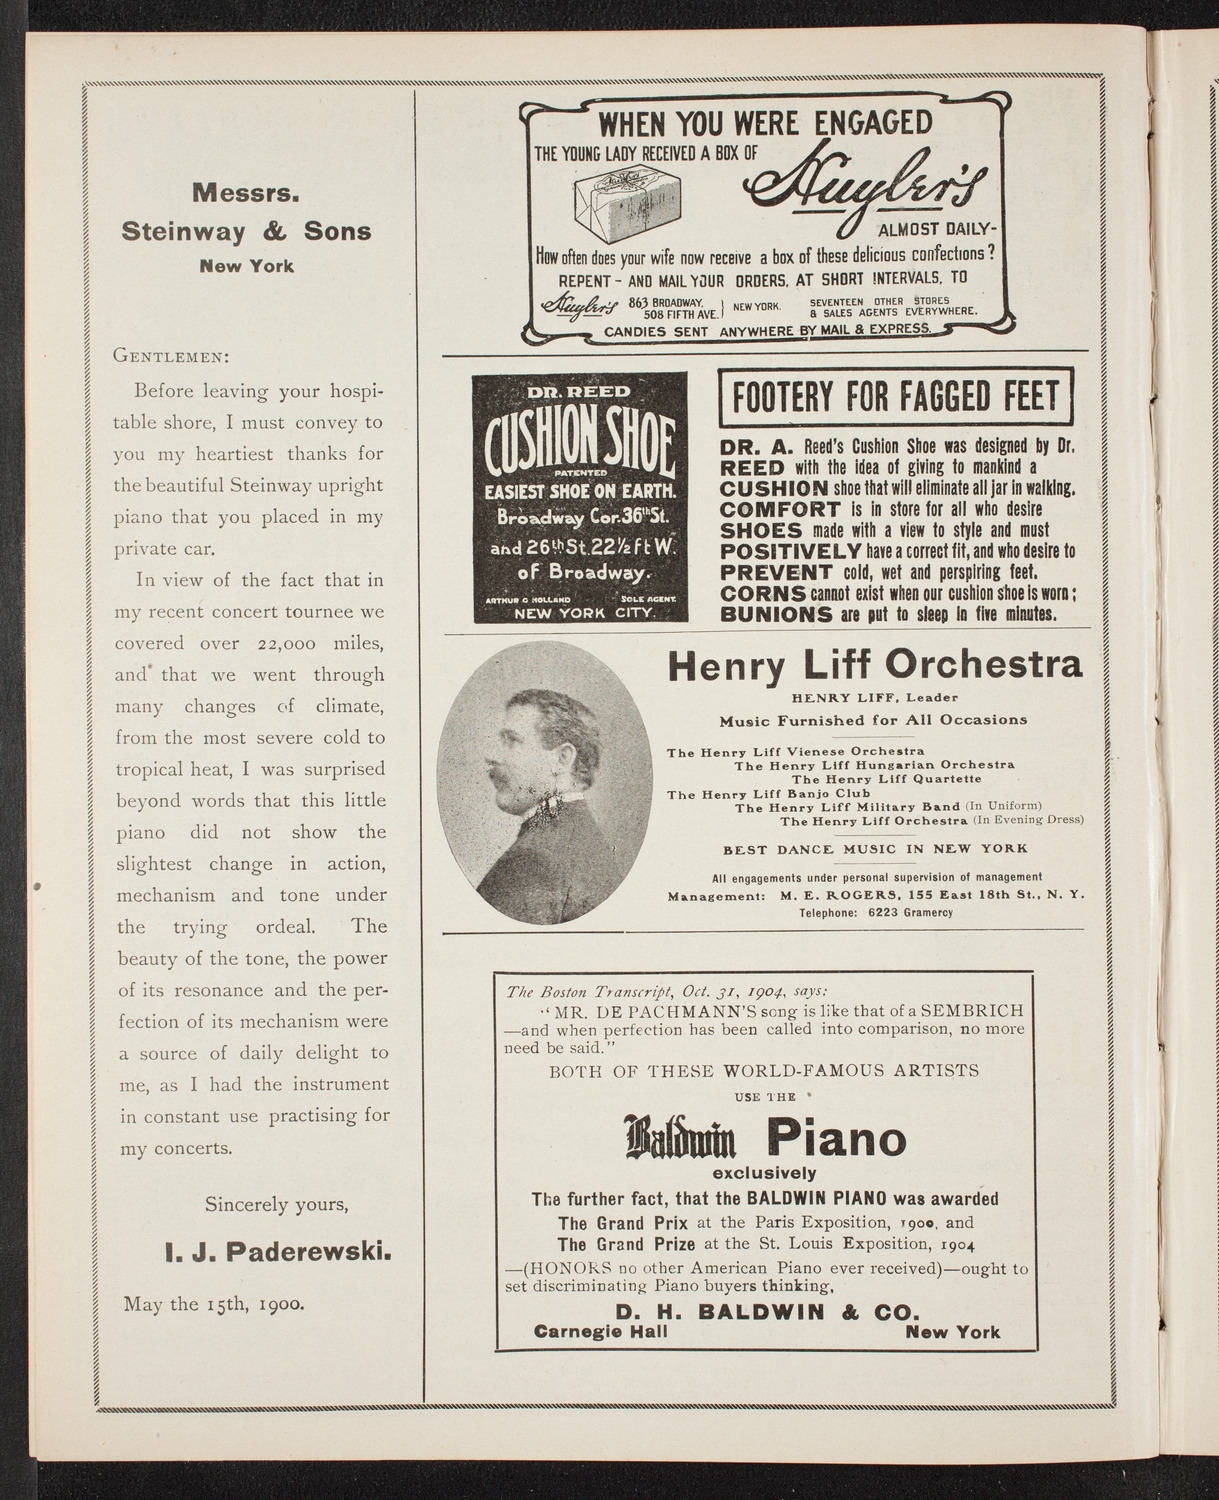 Messrs.
Steinway & Sons
New York
GENTLEMEN:
Before leaving your hospi-
table shore, I must convey to
you my heartiest thanks for
the beautiful Steinway upright
piano that you placed in my
private car.
In view of the fact that in
my recent concert tournee we
covered over 22,000 miles,
and that we went through
many changes of climate,
from the most severe cold to
tropical heat, I was surprised
beyond words that this little
piano did not show the
slightest change in action,
mechanism and tone under
the trying ordeal. The
beauty of the tone, the power
of its resonance and the per-
fection of its mechanism were
a source of daily delight to
me, as I had the instrument
in constant use practising for
my concerts.
Sincerely yours,
I. J. Paderewski.
May the 15th, 1900.
WHEN YOU WERE ENGAGED
THE YOUNG LADY RECEIVED A BOX OF
Huyler's
ALMOST DAILY-
How often does your wife now receive a box of these delicious confections?
REPENT - AND MAIL YOUR ORDERS, AT SHORT INTERVALS, TO
Huyler's 863 BROADWAY, 508 FIFTH AVE. } NEW YORK. SEVENTEEN OTHER STORES
& SALES AGENTS EVERYWHERE.
CANDIES SENT ANYWHERE BY MAIL & EXPRESS.
DR. REED
CUSHION SHOE
PATENTED
EASIEST SHOE ON EARTH.
Broadway Cor. 36th St.
and 26th St. 22½ ft W.
of Broadway.
ARTHUR G HOLLAND SOLE AGENT.
NEW YORK CITY.
FOOTERY FOR FAGGED FEET
DR. A. Reed's Cushion Shoe was designed by Dr.
REED with the idea of giving to mankind a
CUSHION shoe that will eliminate all jar in walking.
COMFORT is in store for all who desire
SHOES made with a view to style and must
POSITIVELY have a correct fit, and who desire to
PREVENT cold, wet and perspiring feet.
CORNS cannot exist when our cushion shoe is worn;
BUNIONS are put to sleep in five minutes.
Henry Liff Orchestra
HENRY LIFF, Leader
Music Furnished for All Occasions
The Henry Liff Vienese Orchestra
The Henry Liff Hungarian Orchestra
The Henry Liff Quartette
The Henry Liff Banjo Club
The Henry Liff Military Band (In Uniform)
The Henry Liff Orchestra (In Evening Dress)
BEST DANCE MUSIC IN NEW YORK
All engagements under personal supervision of management
Management: M. E. ROGERS, 155 East 18th St., N. Y.
Telephone: 6223 Gramercy
The Boston Transcript, Oct. 31, 1904, says:
"MR. DE PACHMANN'S song is like that of a SEMBRICH
—and when perfection has been called into comparison, no more
need be said."
BOTH OF THESE WORLD-FAMOUS ARTISTS
USE THE
Baldwin Piano
exclusively
The further fact, that the BALDWIN PIANO was awarded
The Grand Prix at the Paris Exposition, 1900, and
The Grand Prize at the St. Louis Exposition, 1904
—(HONORS no other American Piano ever received)—ought to
set discriminating Piano buyers thinking,
D. H. BALDWIN & CO.
Carnegie Hall New York